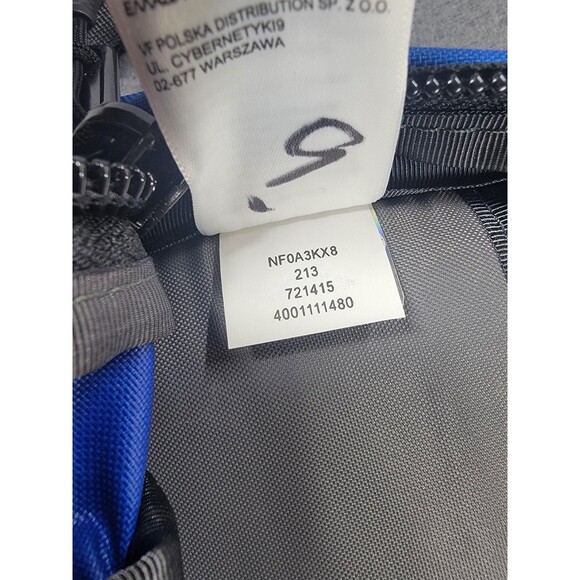 VF POLSKA DISTRIBUTION SP. Z O.O.
UL. CYBERNETYKI9
02-677 WARSZAWA
NF0A3KX8
213
721415
4001111480